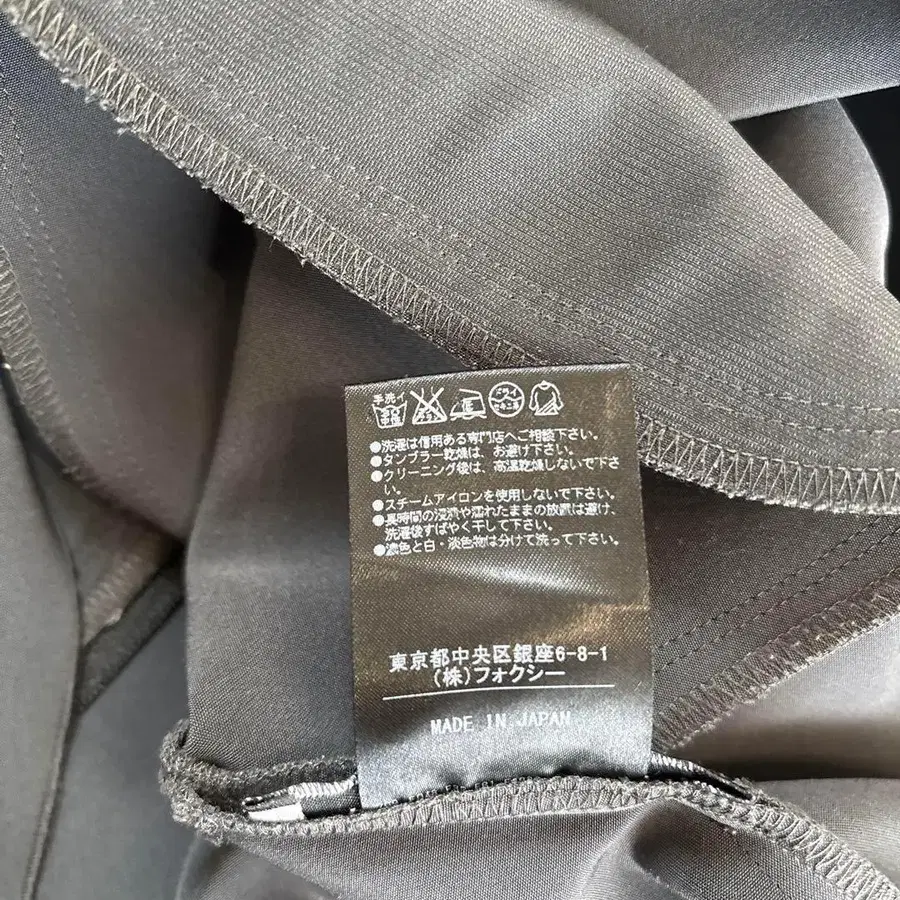 手洗イ
中性
●洗濯は信用ある専門店へご相談下さい。
●タンブラー乾燥は、お避け下さい。
●クリーニング後は、高温乾燥しないで下さ
い。
●スチームアイロンを使用しないで下さい。
●長時間の浸漬や濡れたままの放置は避け、
洗濯後すばやく干して下さい。
●濃色と白・淡色物は分けて洗って下さい。
東京都中央区銀座6-8-1
(株)フォクシー
MADE IN JAPAN